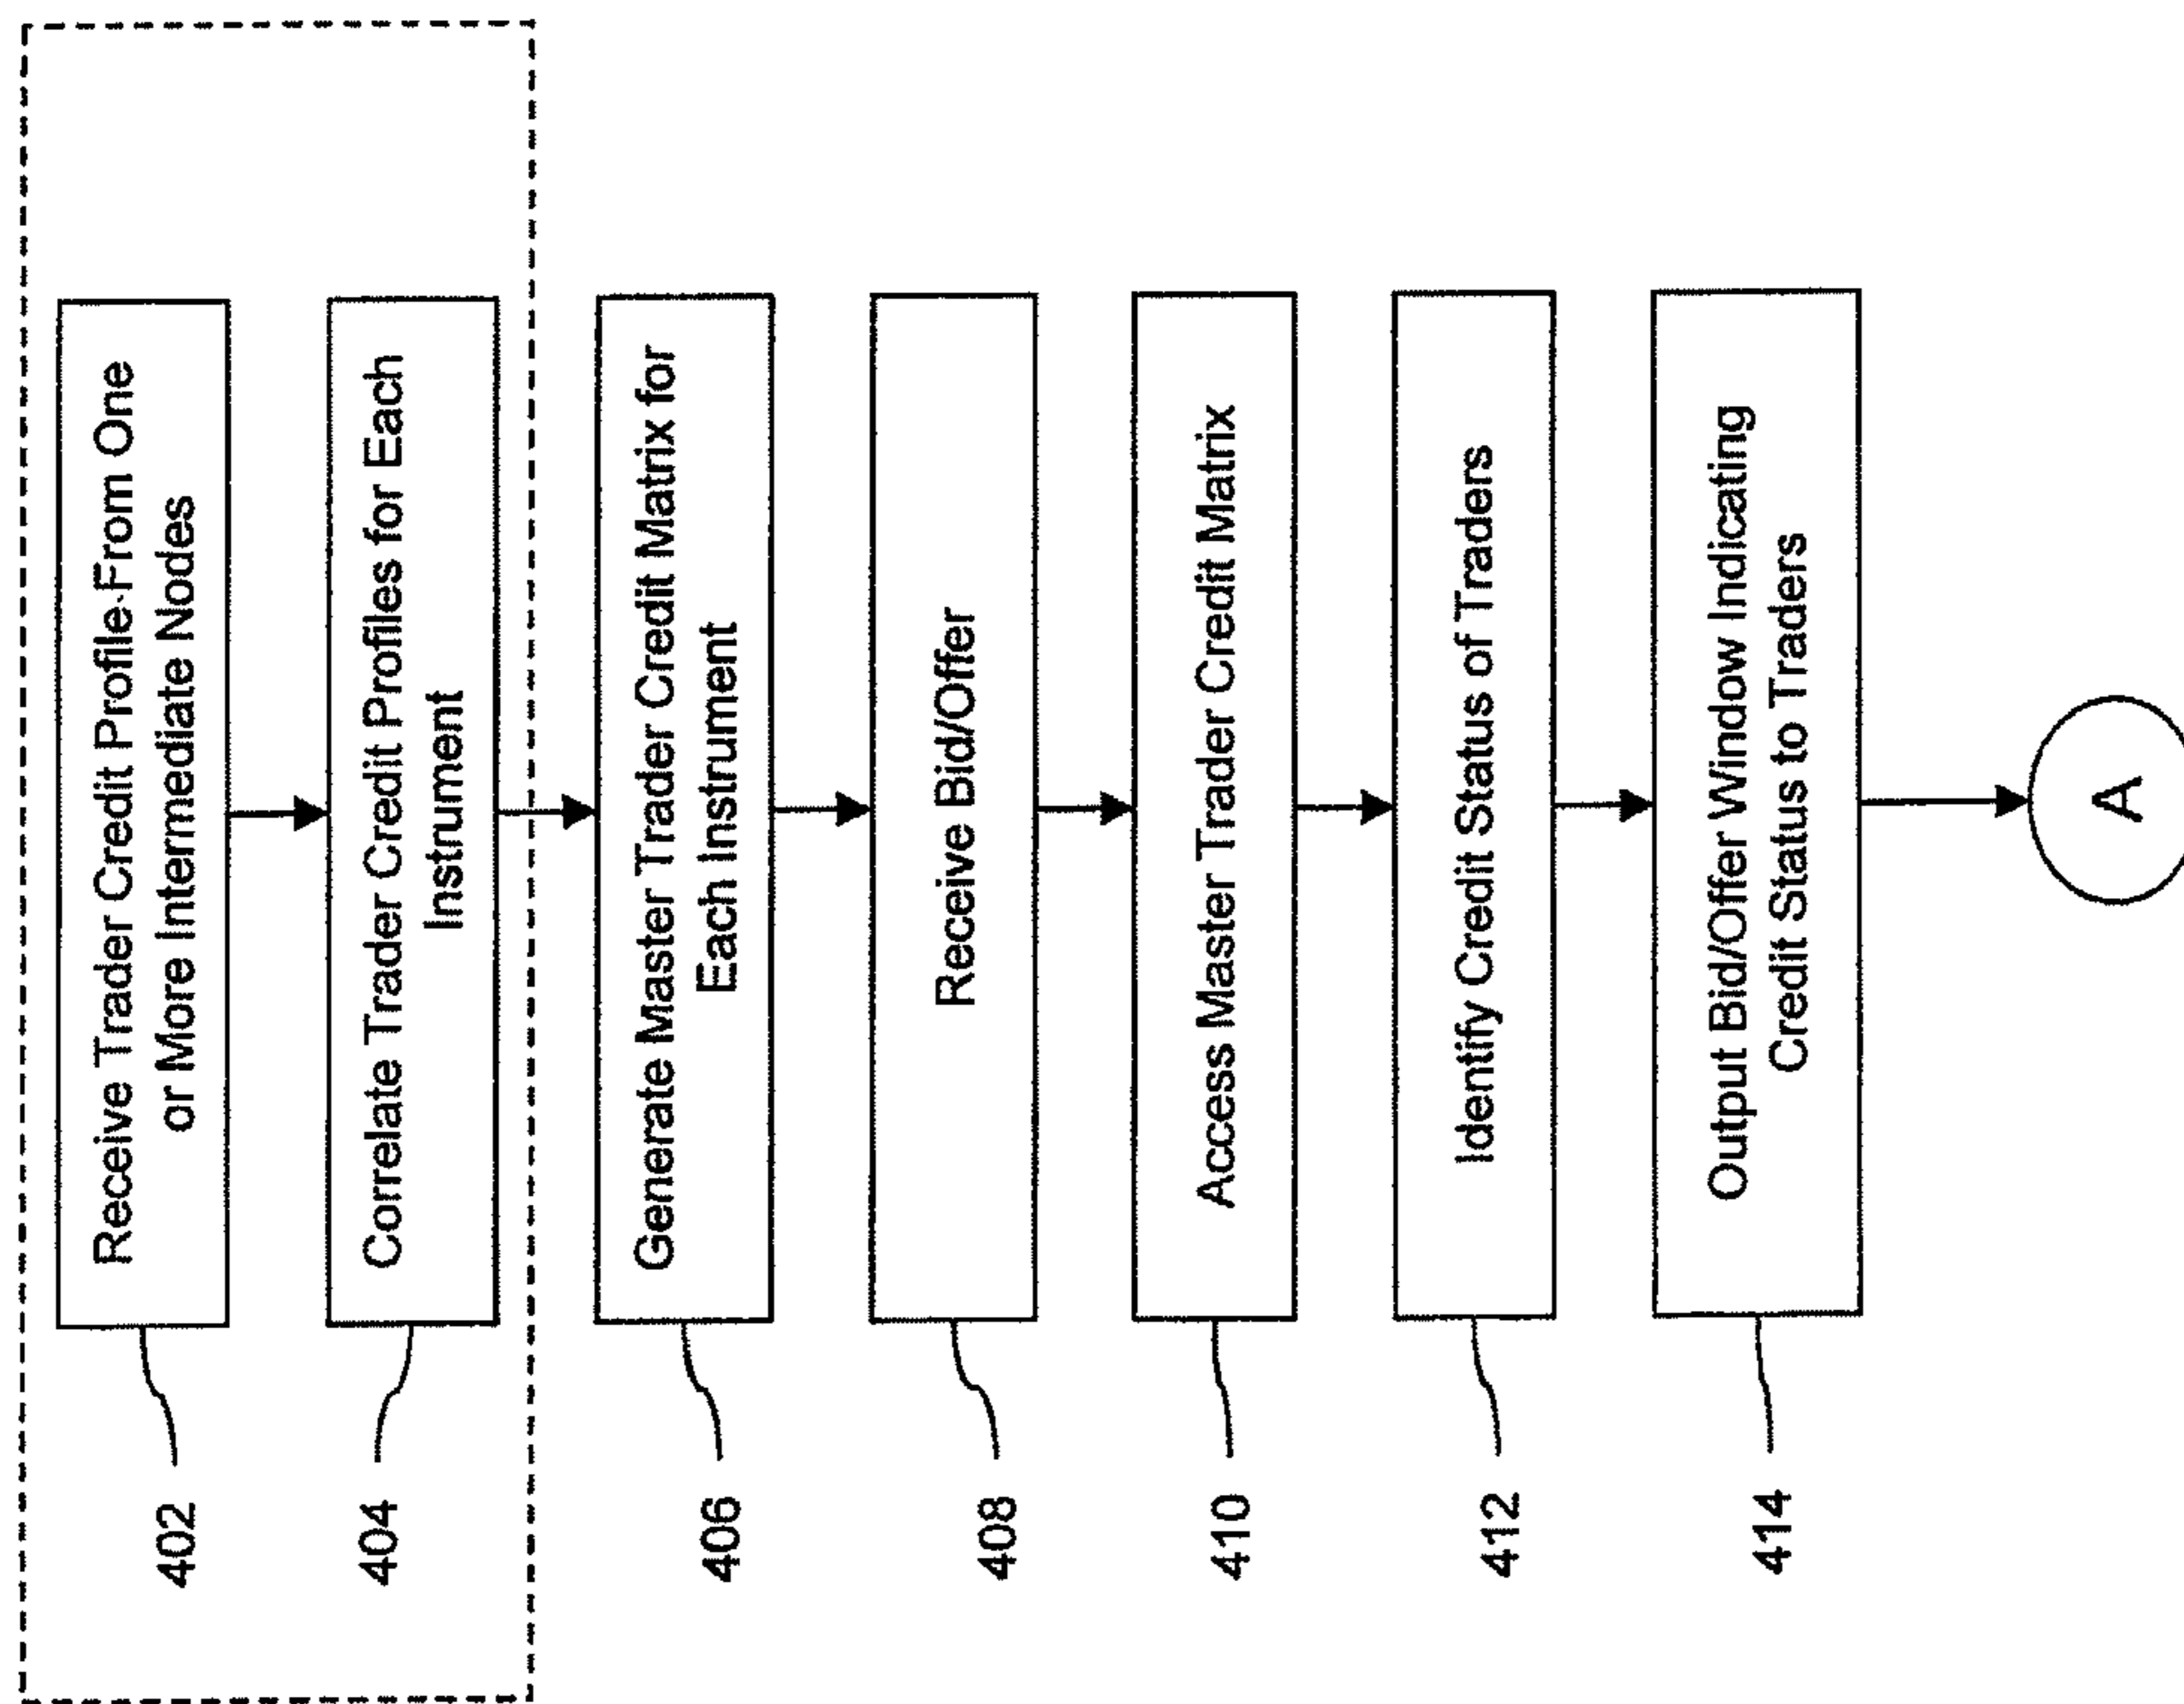 402
Receive Trader Credit Profile From One
or More Intermediate Nodes
404
Correlate Trader Credit Profiles for Each
Instrument
406
Generate Master Trader Credit Matrix for
Each Instrument
408
Receive Bid/Offer
410
Access Master Trader Credit Matrix
412
Identify Credit Status of Traders
414
Output Bid/Offer Window Indicating
Credit Status to Traders
A